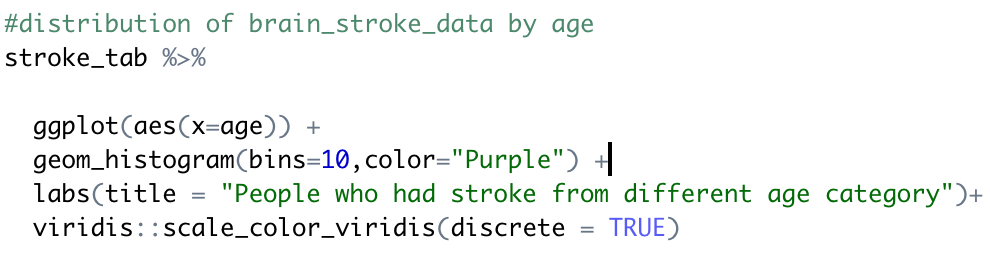 #distribution of brain_stroke_data by age
stroke_tab %>%
ggplot(aes(x=age)) +
geom_histogram(bins=10,color="Purple") +
labs(title = "People who had stroke from different age category")+
viridis::scale_color_viridis(discrete = TRUE)